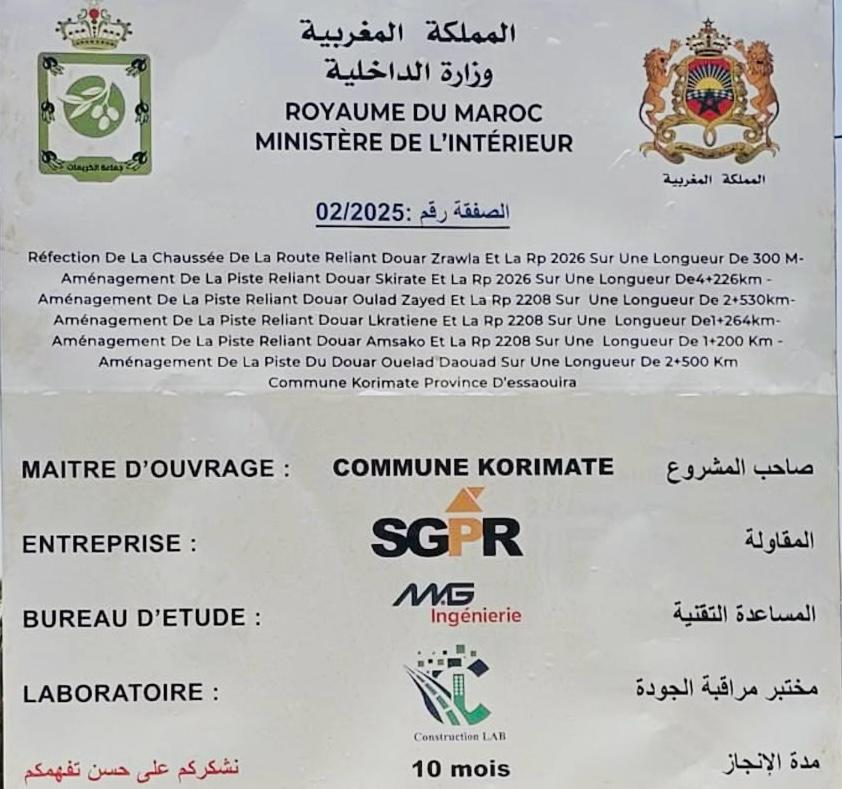 المملكة المغربية
وزارة الداخلية
ROYAUME DU MAROC
MINISTÈRE DE L'INTÉRIEUR
جماعة الكريمات
المملكة المغربية
الصفقة رقم :02/2025
Réfection De La Chaussée De La Route Reliant Douar Zrawla Et La Rp 2026 Sur Une Longueur De 300 M-
Aménagement De La Piste Reliant Douar Skirate Et La Rp 2026 Sur Une Longueur De4+226km -
Aménagement De La Piste Reliant Douar Oulad Zayed Et La Rp 2208 Sur Une Longueur De 2+530km-
Aménagement De La Piste Reliant Douar Lkratiene Et La Rp 2208 Sur Une Longueur De1+264km-
Aménagement De La Piste Reliant Douar Amsako Et La Rp 2208 Sur Une Longueur De 1+200 Km -
Aménagement De La Piste Du Douar Ouelad Daouad Sur Une Longueur De 2+500 Km
Commune Korimate Province D'essaouira
MAITRE D'OUVRAGE : COMMUNE KORIMATE صاحب المشروع
ENTREPRISE : SGPR المقاولة
BUREAU D'ETUDE : MG Ingénierie المساعدة التقنية
LABORATOIRE : Construction LAB مختبر مراقبة الجودة
نشكركم على حسن تفهمكم 10 mois مدة الإنجاز